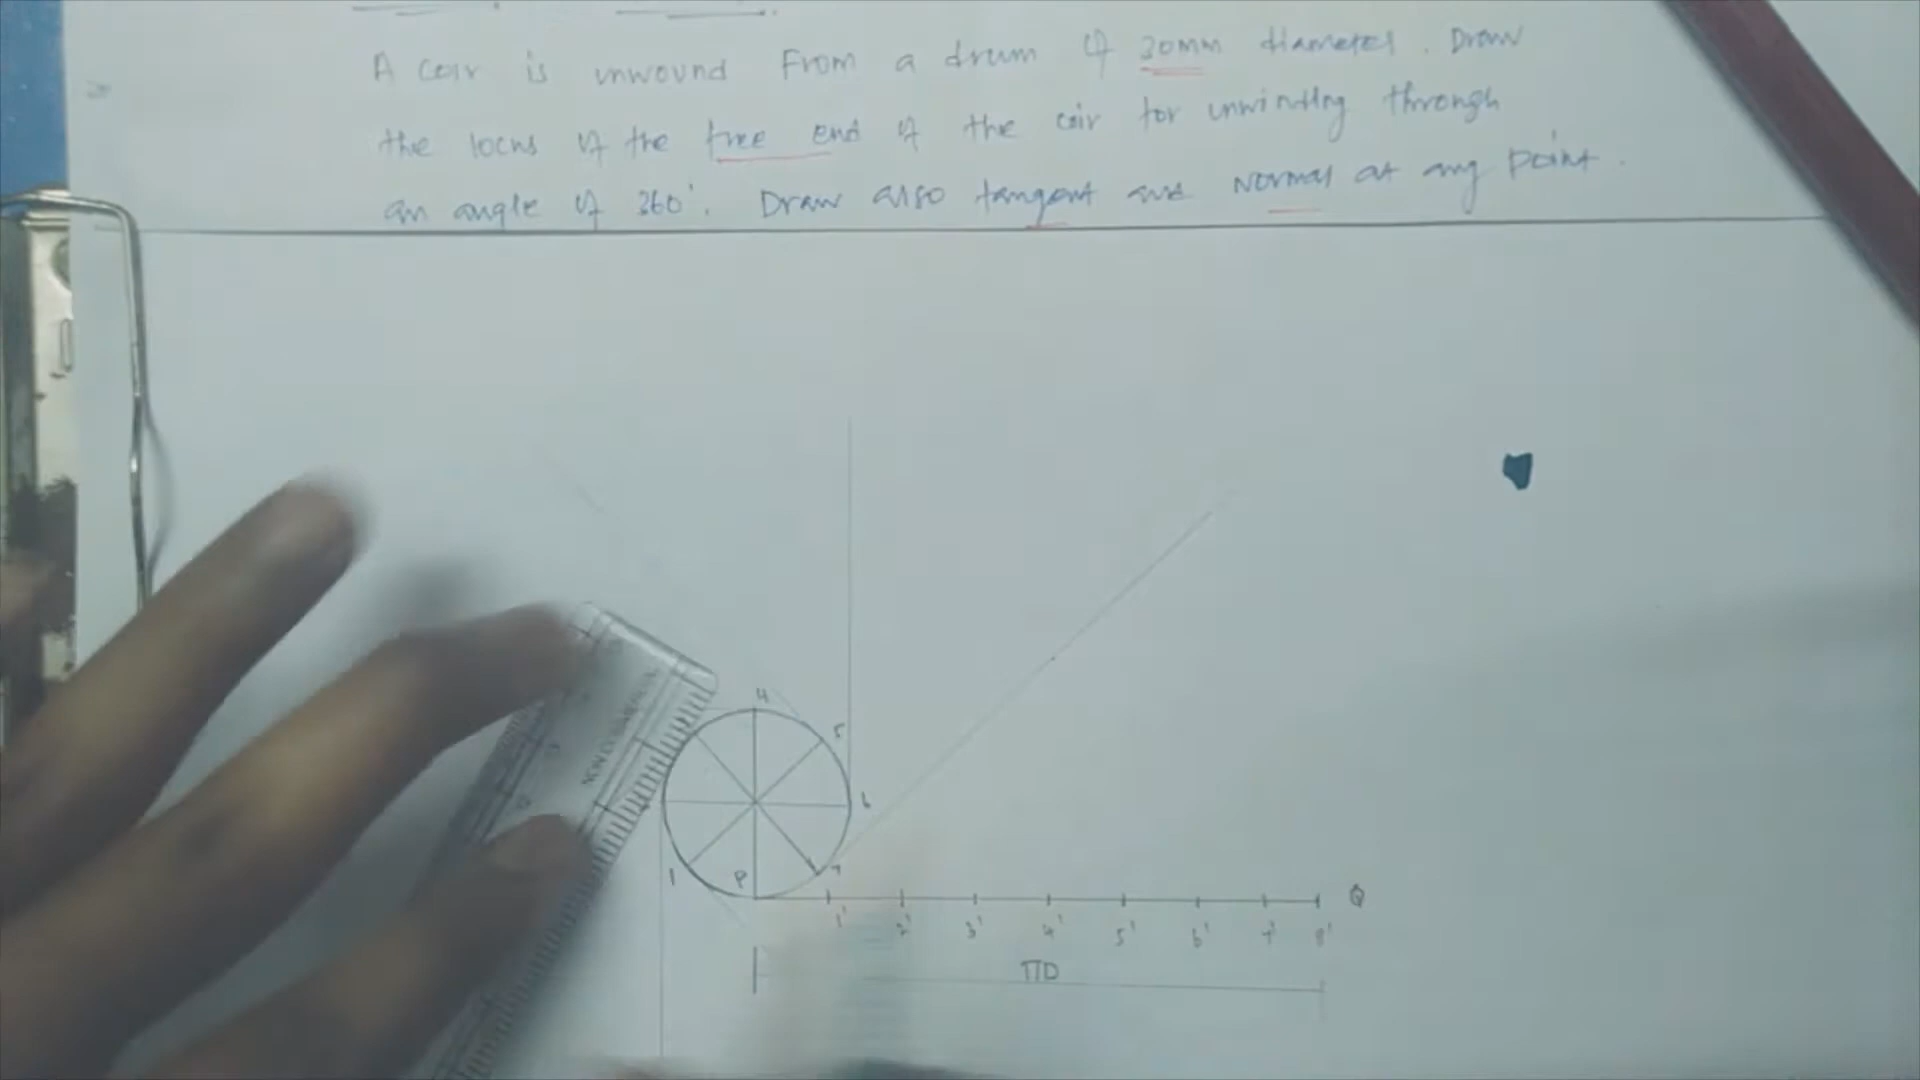 A coir is unwound From a drum of 30mm diameter. Draw
the locus of the free end of the coir for unwinding through
an angle of 360°. Draw also tangent and Normal at any point.
4
5
6
7
1
P
1' 2' 3' 4' 5' 6' 7' 8'
Q
πD